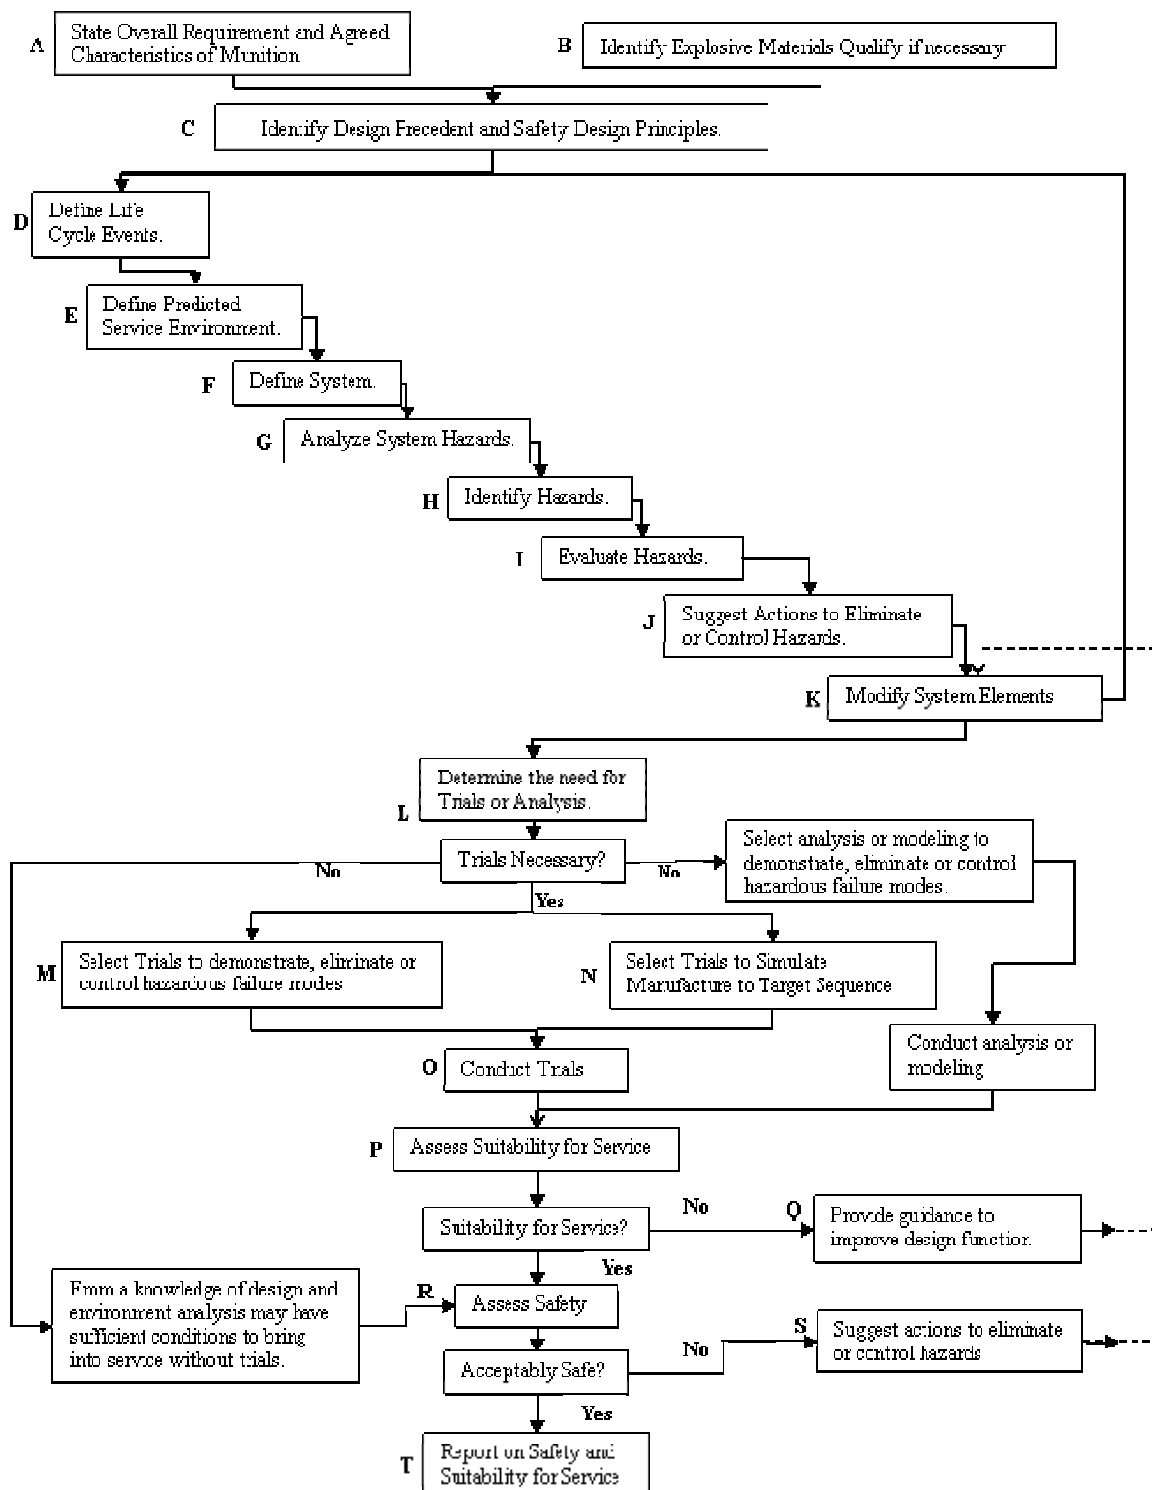 A
State Overall Requirement and Agreed
Characteristics of Munition
B
Identify Explosive Materials Qualify if necessary
C
Identify Design Frecedent and Safety Design Principles.
D
Define Life
Cycle Events.
E
Define Predicted
Service Environment.
F
Define System.
G
Analyze System Hazards.
H
Identify Hazards.
I
Evaluate Hazards.
J
Suggest Actions to Eliminate
or Control Hazards.
K
Modify System Elements
L
Determine the need for
Trials or Analysis.
Trials Necessary?
No
No
Yes
Select analysis or modeling to
demonstrate, eliminate or control
hazardous failure modes.
M
Select Trials to demonstrate, eliminate or
control hazardious failure modes
N
Select Trials to Simulate
Manufacture to Target Sequence
O
Conduct Trials
Conduct analysis or
modeling
P
Assess Suitability for Service
Suitability for Service?
No
Q
Provide guidance to
improve design function.
Yes
From a knowledge of design and
environment analysis may have
sufficient conditions to bring
into service without trials.
R
Assess Safety
Acceptably Safe?
No
S
Suggest actions to eliminate
or control hazards
Yes
T
Report on Safety and
Suitability for Service